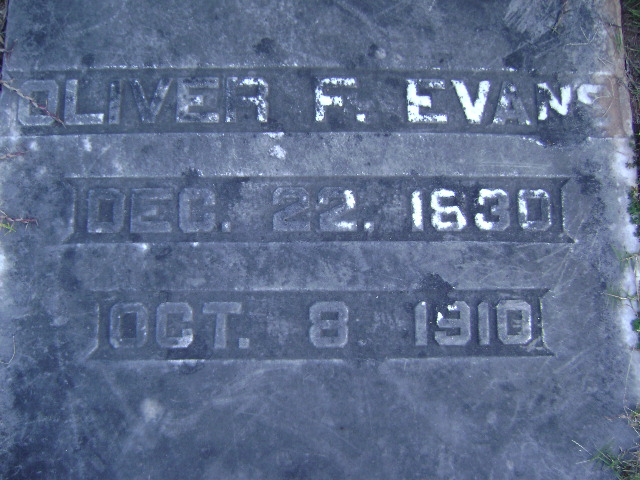 OLIVER F. EVANS
DEC. 22, 1830
OCT. 8 1910